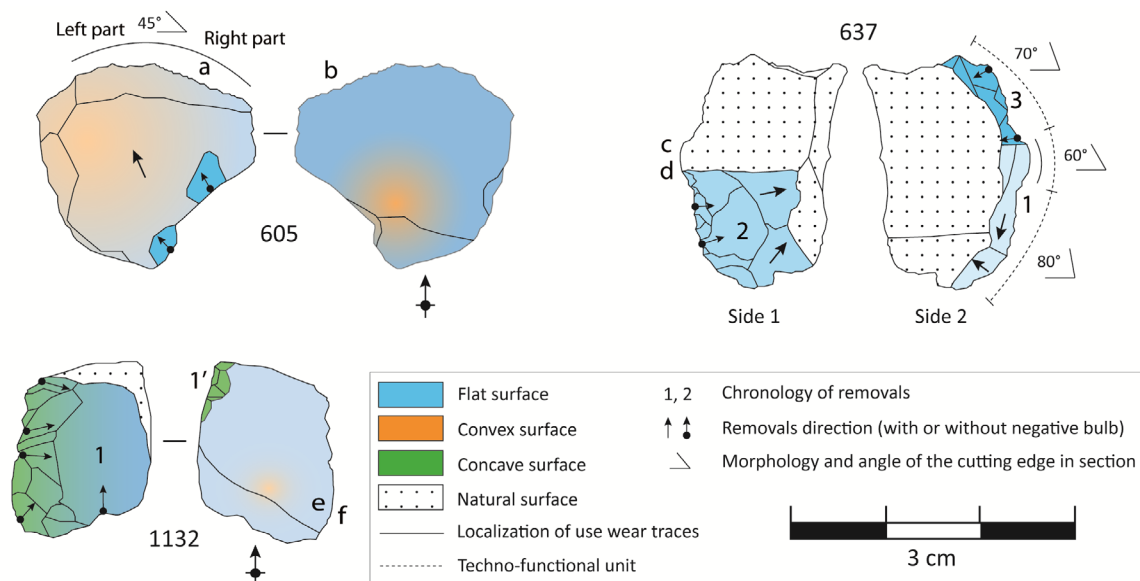 Left part
45°
Right part
a
b
605
637
70°
3
c
d
2
60°
1
80°
Side 1
Side 2
1
1'
e
f
1132
Flat surface
Convex surface
Concave surface
Natural surface
Localization of use wear traces
Techno-functional unit
1, 2
Chronology of removals
Removals direction (with or without negative bulb)
Morphology and angle of the cutting edge in section
3 cm